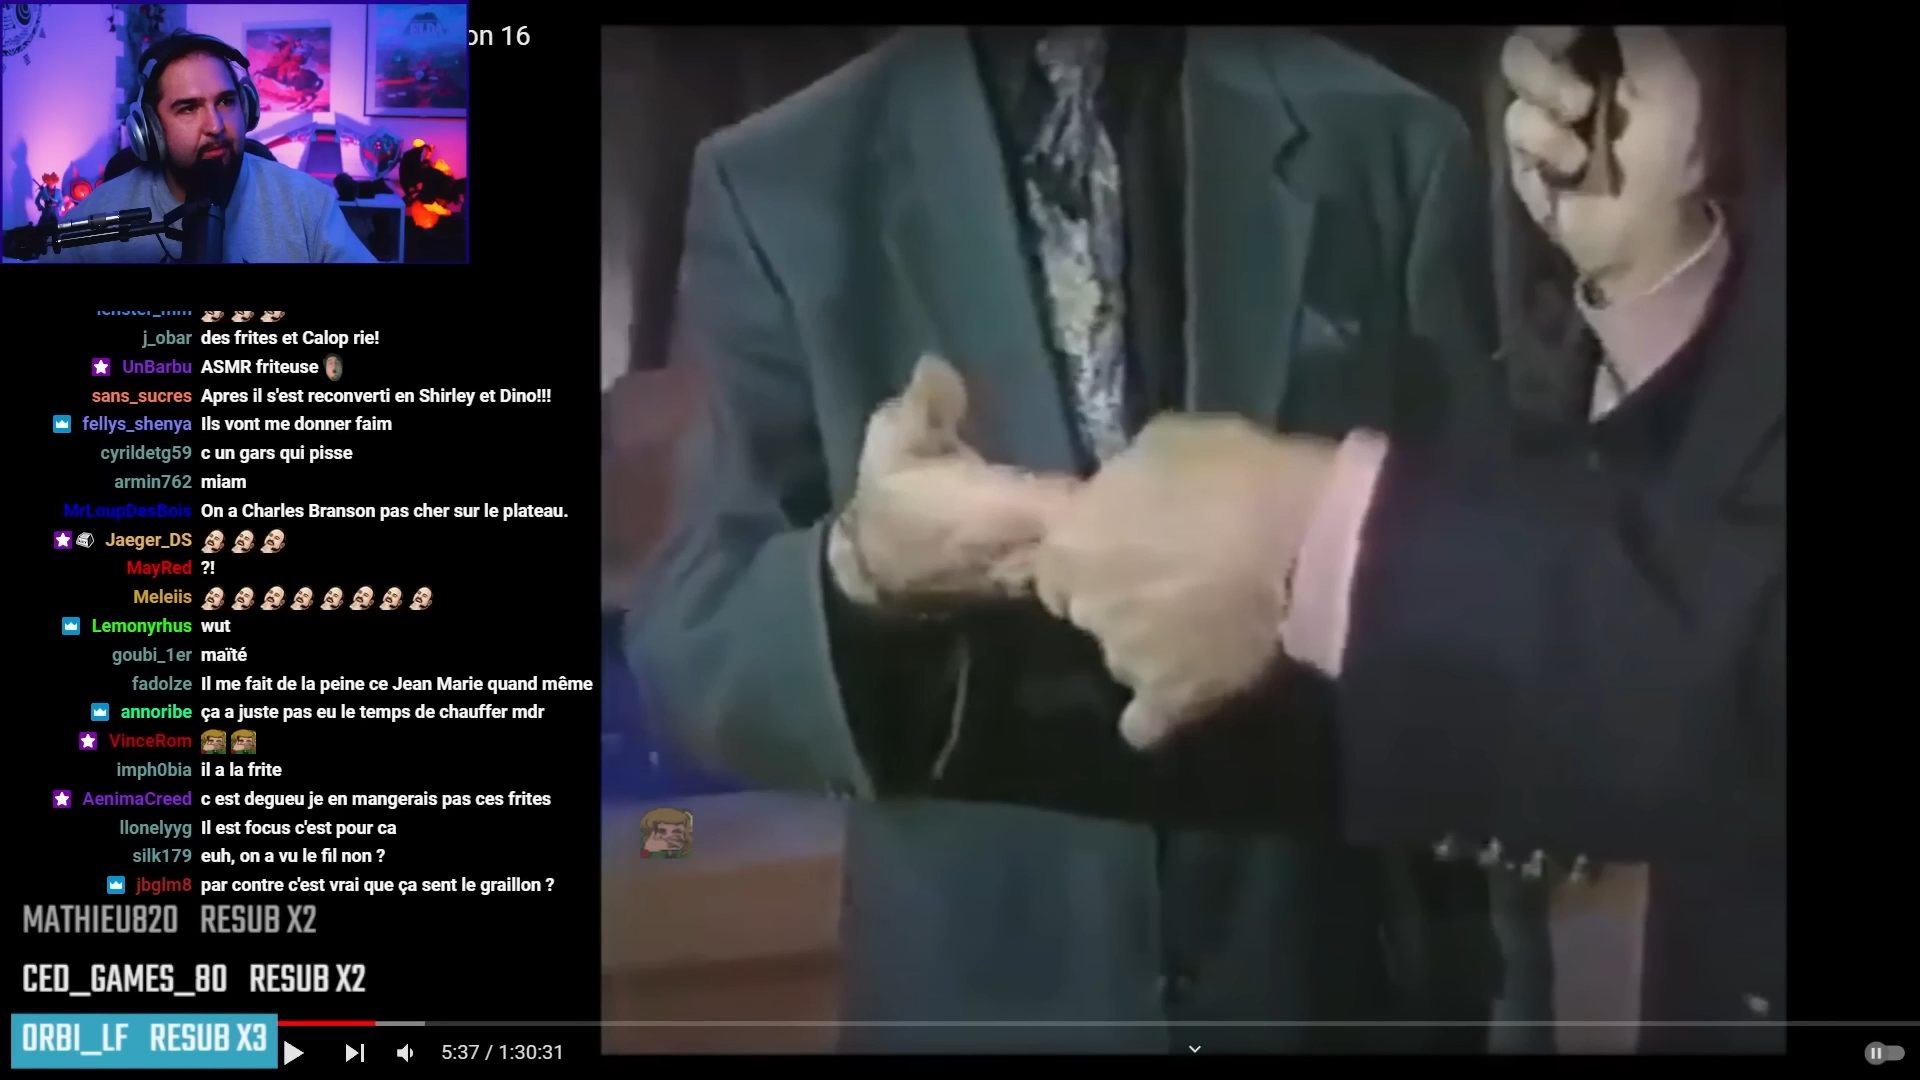 on 16
fenster_mm
j_obar des frites et Calop rie!
UnBarbu ASMR friteuse
sans_sucres Apres il s'est reconverti en Shirley et Dino!!!
fellys_shenya Ils vont me donner faim
cyrildetg59 c un gars qui pisse
armin762 miam
MrLoupDesBois On a Charles Branson pas cher sur le plateau.
Jaeger_DS
MayRed ?!
Meleiis
Lemonyrhus wut
goubi_1er maïté
fadolze Il me fait de la peine ce Jean Marie quand même
annoribe ça a juste pas eu le temps de chauffer mdr
VinceRom
imph0bia il a la frite
AenimaCreed c est degueu je en mangerais pas ces frites
llonelyyg Il est focus c'est pour ca
silk179 euh, on a vu le fil non ?
jbglm8 par contre c'est vrai que ça sent le graillon ?
MATHIEU820 RESUB X2
CED_GAMES_80 RESUB X2
ORBI_LF RESUB X3
5:37 / 1:30:31